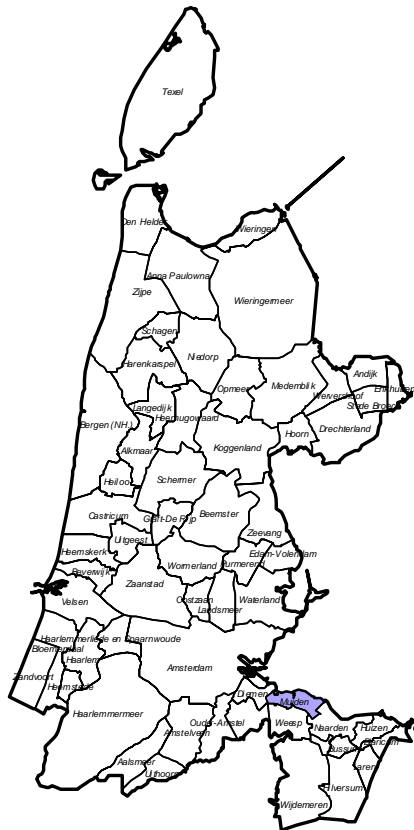 Texel
Den Helder
Wieringen
Anna Paulowna
Zijpe
Wieringermeer
Schagen
Niedorp
Harenkarspel
Andijk
Medemblik
Opmeer
Enkhuizen
Wervershoof
Stede Broec
Langedijk
Heerhugowaard
Bergen (NH.)
Drechterland
Hoorn
Koggenland
Alkmaar
Schermer
Heiloo
Castricum
Graft-De Rijp
Beemster
Zeevang
Uitgeest
Heemskerk
Edam-Volendam
Wormerland
Purmerend
Beverwijk
Zaanstad
Velsen
Oostzaan
Waterland
Landsmeer
Haarlemmerliede en Spaarnwoude
Bloemendaal
Haarlem
Amsterdam
Zandvoort
Heemstede
Diemen
Muiden
Haarlemmermeer
Ouder-Amstel
Weesp
Naarden
Huizen
Amstelveen
Blaricum
Bussum
Aalsmeer
Laren
Uithoorn
Hilversum
Wijdemeren